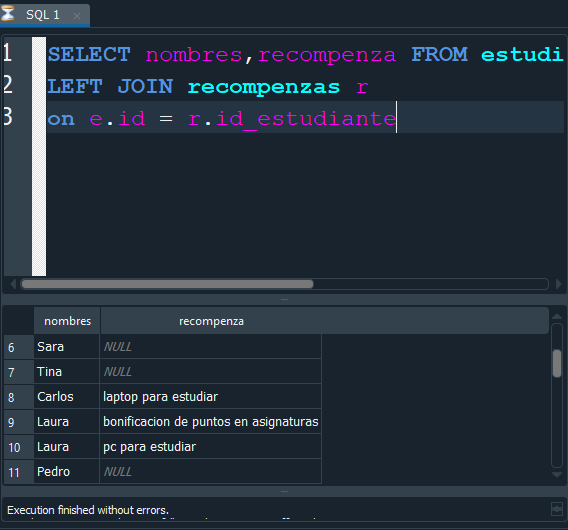 SQL 1
1 SELECT nombres,recompenza FROM estudi
2 LEFT JOIN recompenzas r
3 on e.id = r.id_estudiante
nombres recompenza
6 Sara NULL
7 Tina NULL
8 Carlos laptop para estudiar
9 Laura bonificacion de puntos en asignaturas
10 Laura pc para estudiar
11 Pedro NULL
Execution finished without errors.